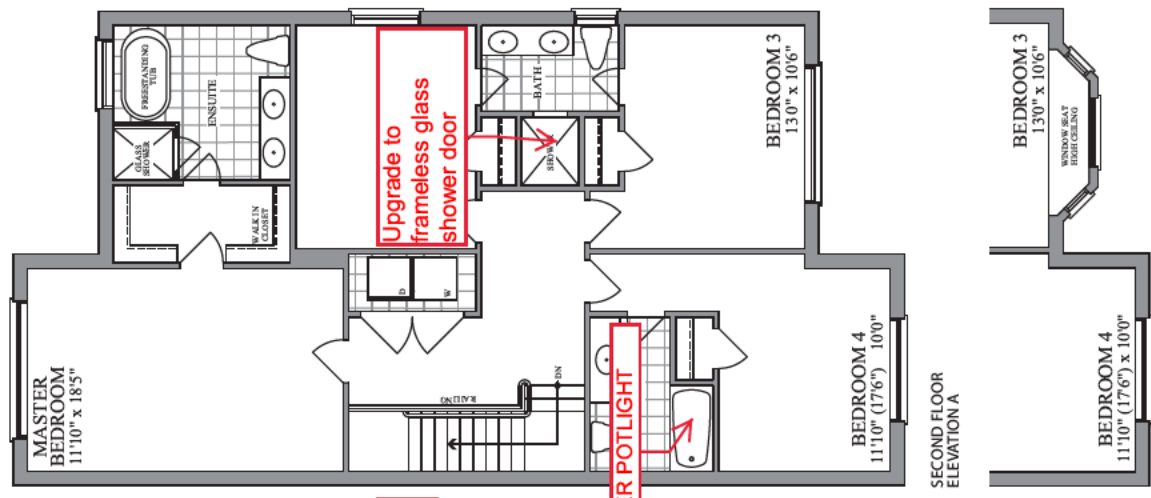 FREESTANDING
TUB
ENSUITE
GLASS
SHOWER
WALK IN
CLOSET
MASTER
BEDROOM
11'10" x 18'5"
Upgrade to
frameless glass
shower door
D
W
BATH
SHOWER
BEDROOM 3
13'0" x 10'6"
RAILING
DN
ER POTLIGHT
BEDROOM 4
11'10" (17'6") 10'0"
SECOND FLOOR
ELEVATION A
BEDROOM 3
13'0" x 10'6"
WINDOW SEAT
HIGH CEILING
BEDROOM 4
11'10" (17'6") x 10'0"